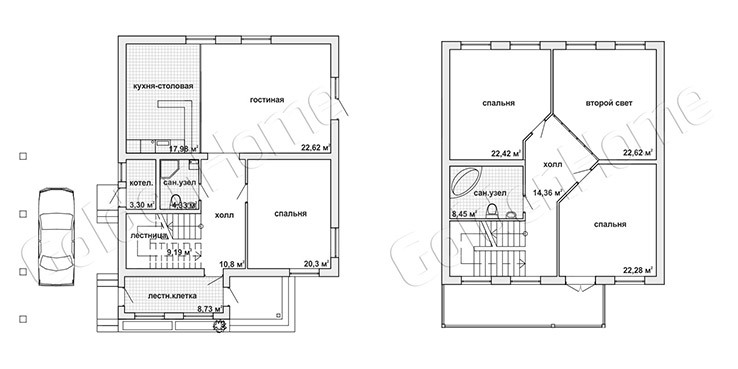 кухня-столовая
гостиная
17,98 м²
22,62 м²
котел.
сан.узел
3,30 м²
4,33 м²
холл
спальня
лестница
9,19 м²
10,8 м²
20,3 м²
лестн.клетка
8,73 м²
спальня
второй свет
22,42 м²
22,62 м²
холл
14,36 м²
сан.узел
8,45 м²
спальня
22,28 м²
GoldenHome
GoldenHome